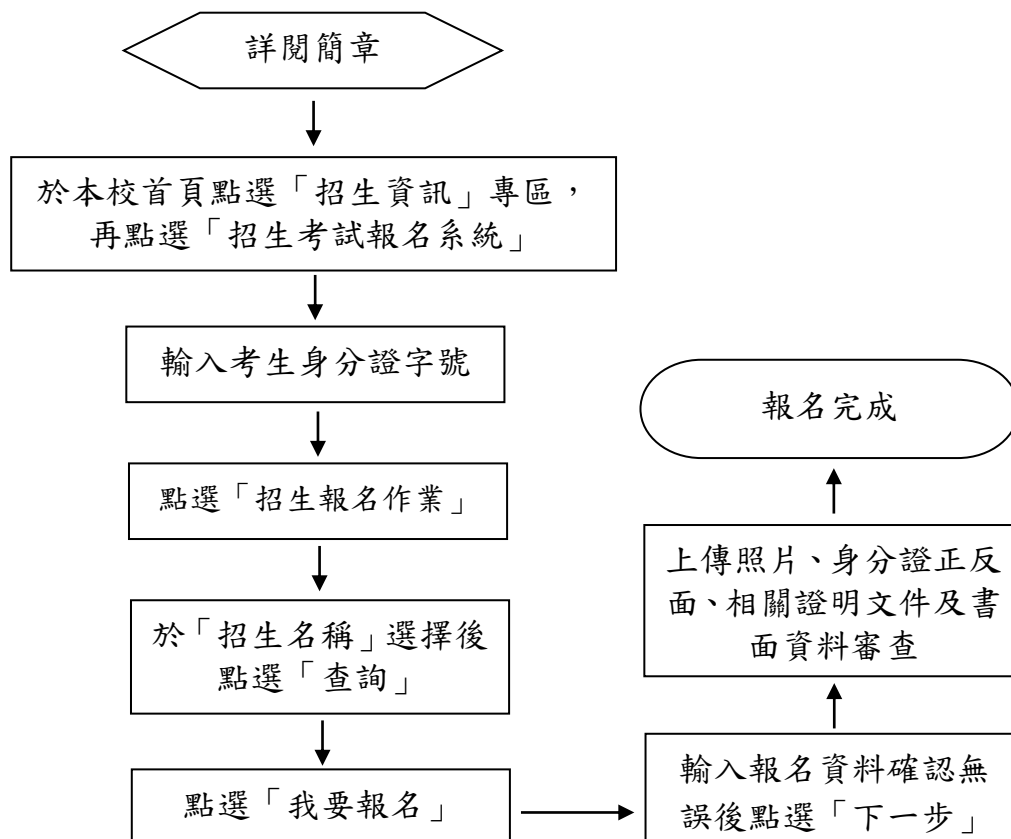 詳閱簡章
於本校首頁點選「招生資訊」專區，
再點選「招生考試報名系統」
輸入考生身分證字號
點選「招生報名作業」
於「招生名稱」選擇後
點選「查詢」
點選「我要報名」
輸入報名資料確認無
誤後點選「下一步」
上傳照片、身分證正反
面、相關證明文件及書
面資料審查
報名完成